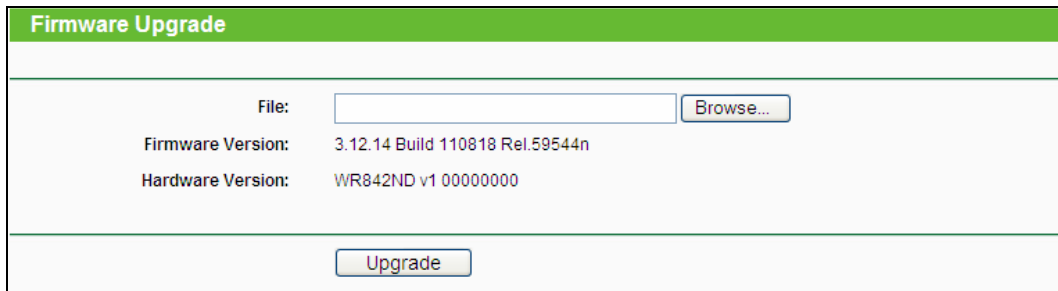 Firmware Upgrade
File:
Browse...
Firmware Version: 3.12.14 Build 110818 Rel.59544n
Hardware Version: WR842ND v1 00000000
Upgrade